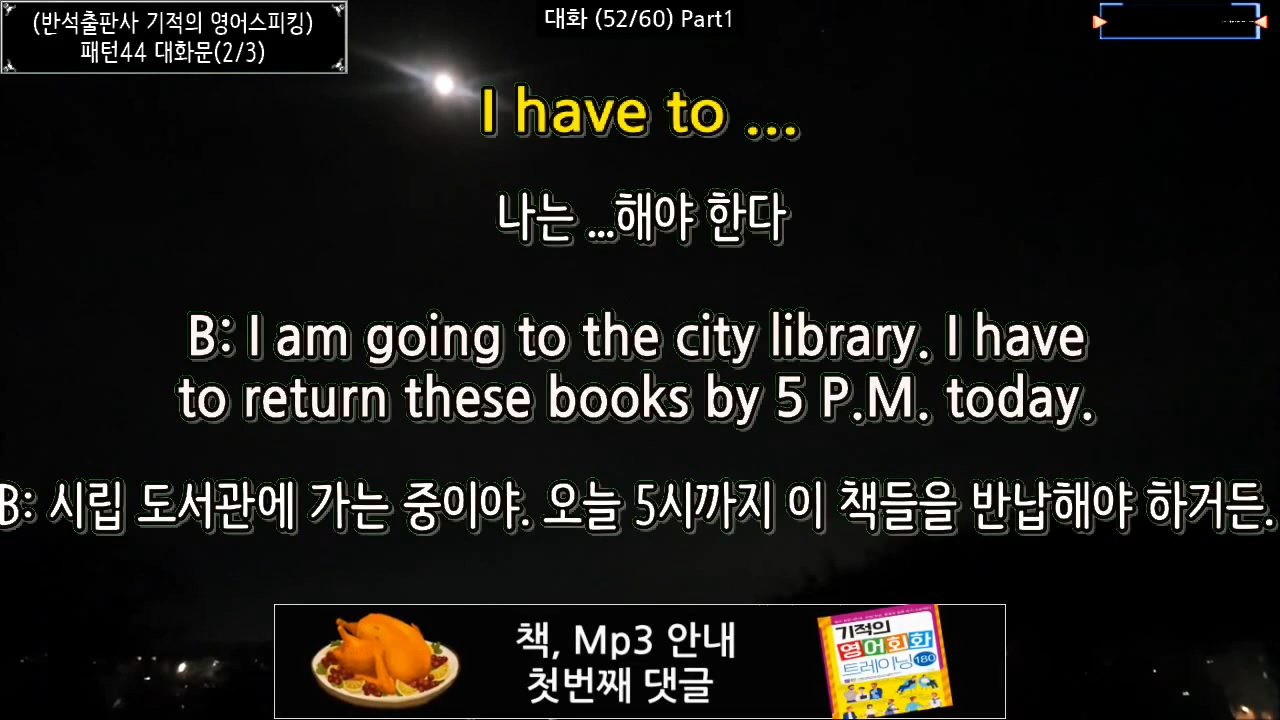 (반석출판사 기적의 영어스피킹)
패턴44 대화문(2/3)
대화 (52/60) Part1
I have to ...
나는 ...해야 한다
B: I am going to the city library. I have
to return these books by 5 P.M. today.
B: 시립 도서관에 가는 중이야. 오늘 5시까지 이 책들을 반납해야 하거든.
책, Mp3 안내
첫번째 댓글
기적의
영어회화
트레이닝 180